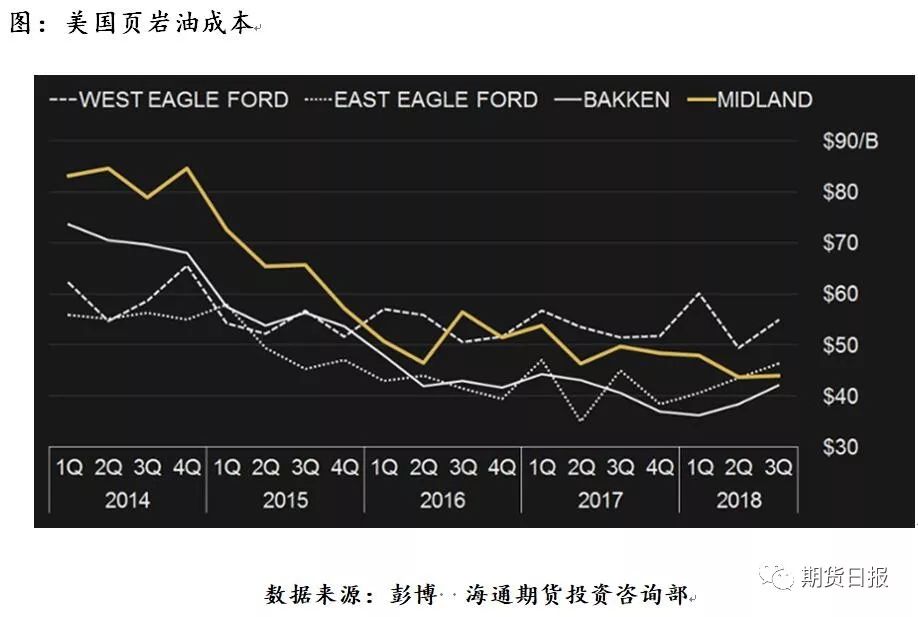 图：美国页岩油成本
WEST EAGLE FORD EAST EAGLE FORD BAKKEN MIDLAND
$90/B
$80
$70
$60
$50
$40
$30
1Q 2Q 3Q 4Q 1Q 2Q 3Q 4Q 1Q 2Q 3Q 4Q 1Q 2Q 3Q 4Q 1Q 2Q 3Q
2014 2015 2016 2017 2018
期货日报
数据来源：彭博 海通期货投资咨询部